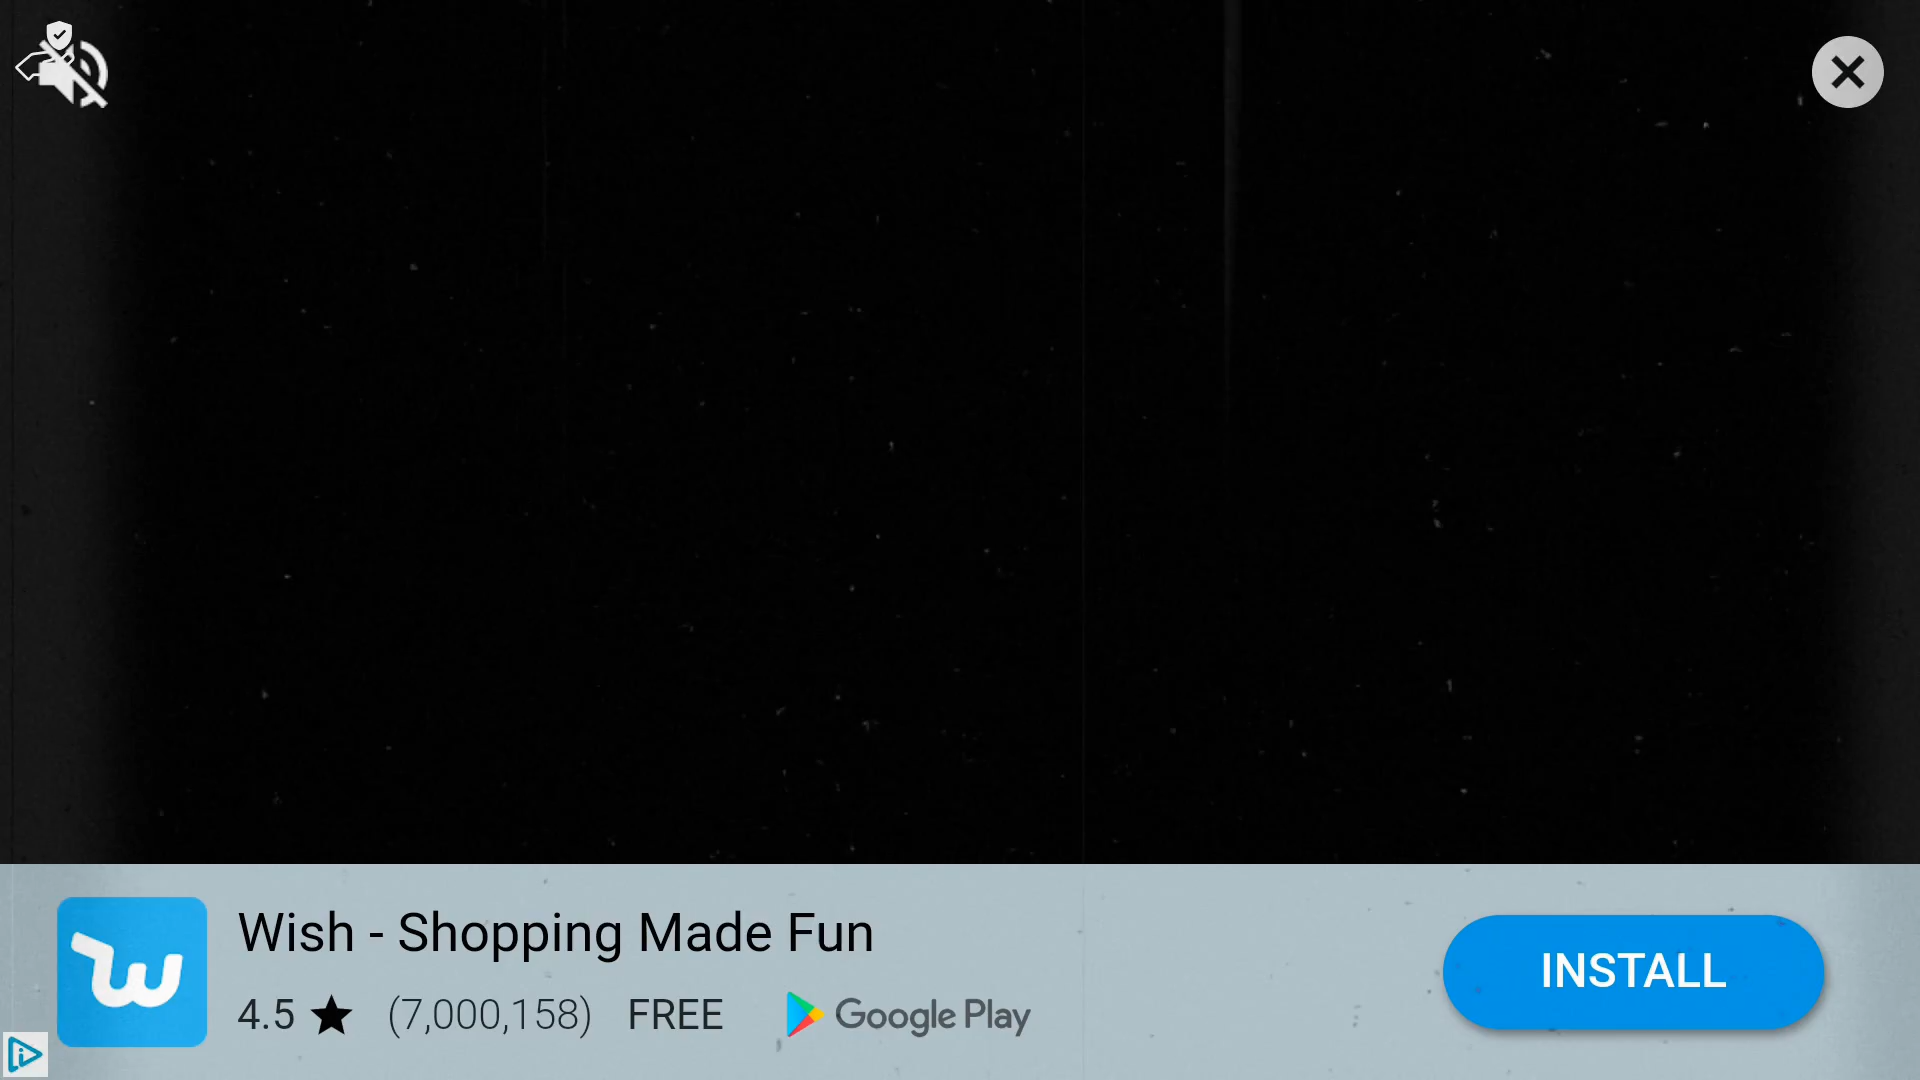 Wish - Shopping Made Fun
4.5 ★ (7,000,158) FREE Google Play
INSTALL